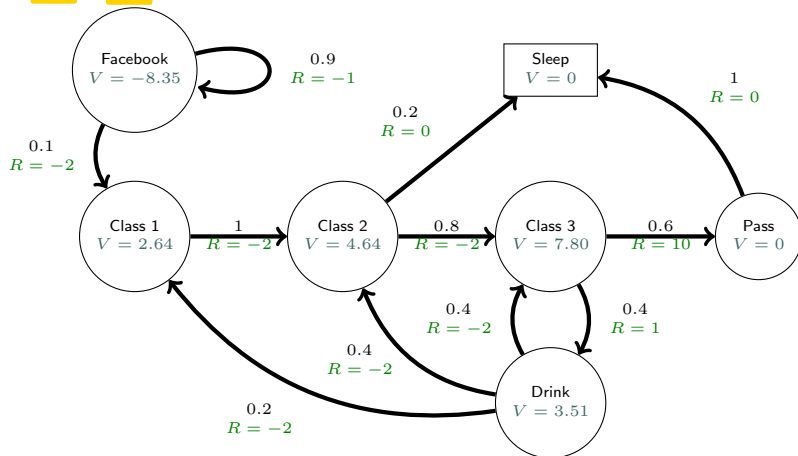 Facebook
V = −8.35
0.9
R = −1
Sleep
V = 0
1
R = 0
0.2
R = 0
0.1
R = −2
Class 1
V = 2.64
1
R = −2
Class 2
V = 4.64
0.8
R = −2
Class 3
V = 7.80
0.6
R = 10
Pass
V = 0
0.4
R = −2
0.4
R = 1
0.4
R = −2
Drink
V = 3.51
0.2
R = −2